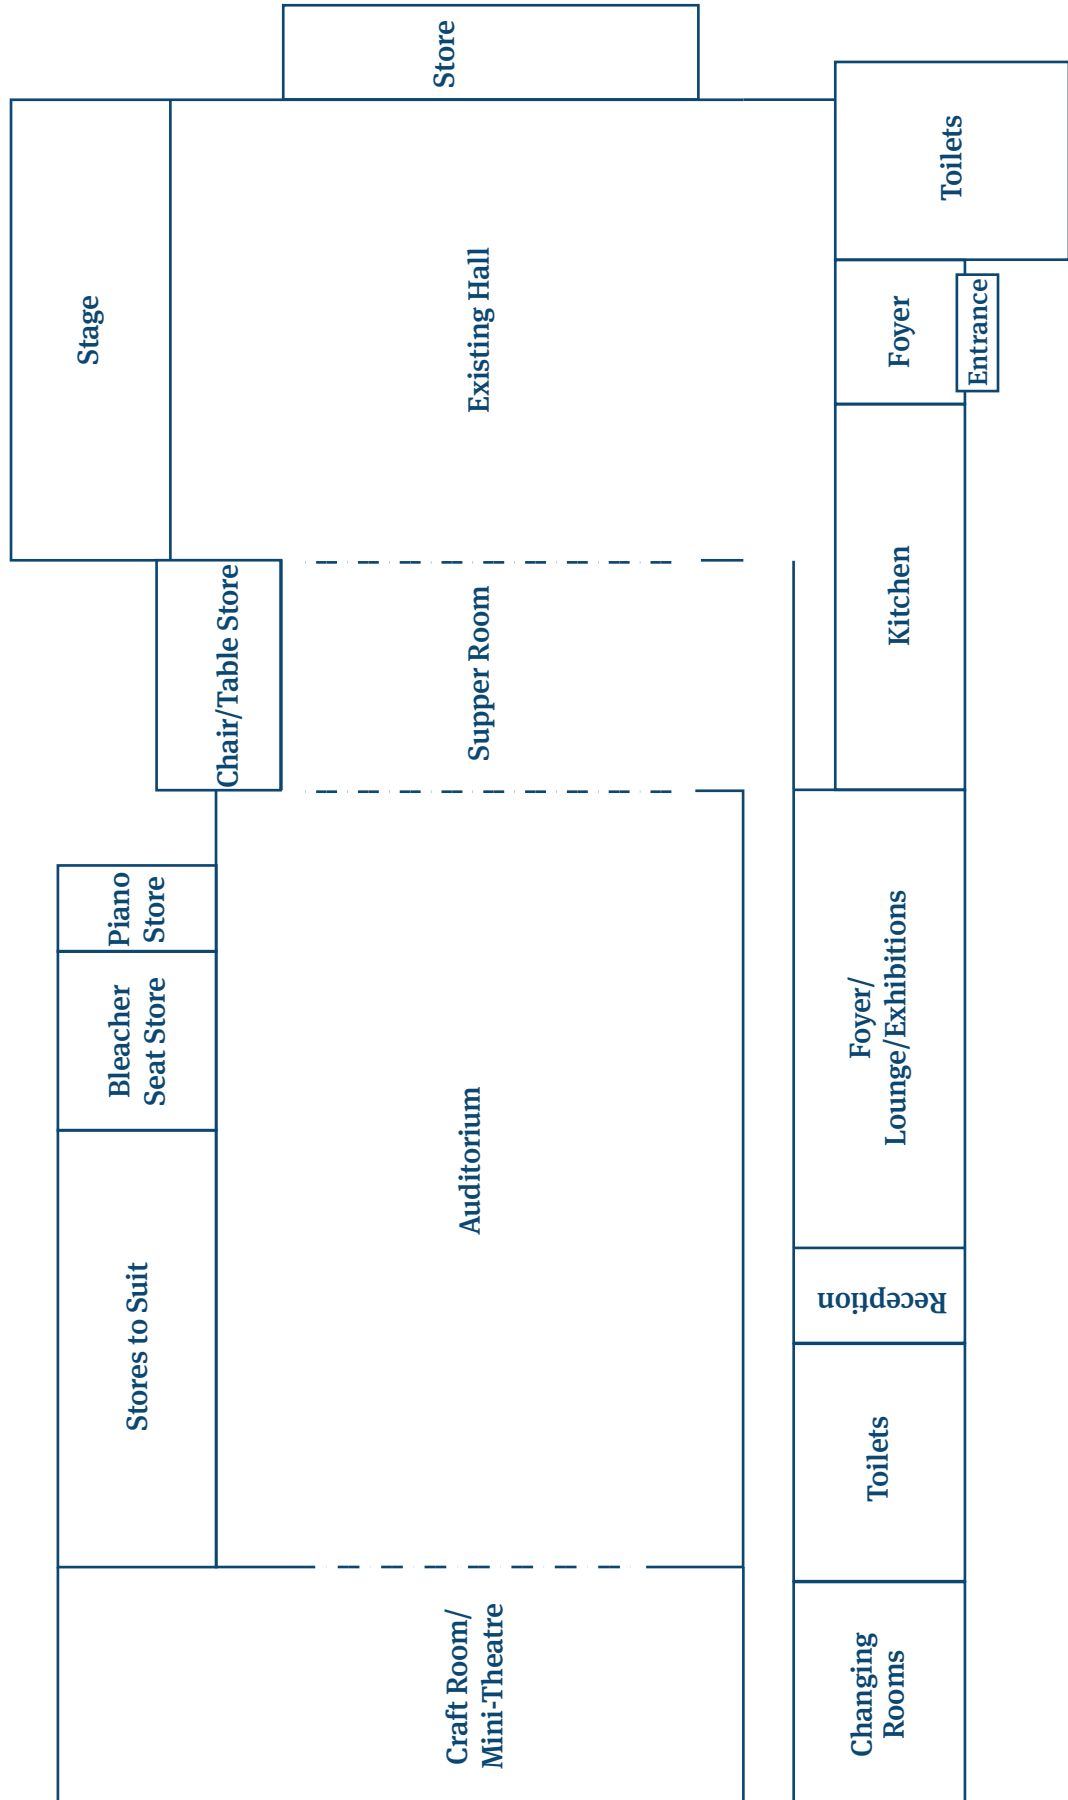 Store
Toilets
Stage
Existing Hall
Foyer
Entrance
Chair/Table Store
Supper Room
Kitchen
Piano
Store
Bleacher
Seat Store
Auditorium
Foyer/
Lounge/Exhibitions
Stores to Suit
Reception
Toilets
Craft Room/
Mini-Theatre
Changing
Rooms